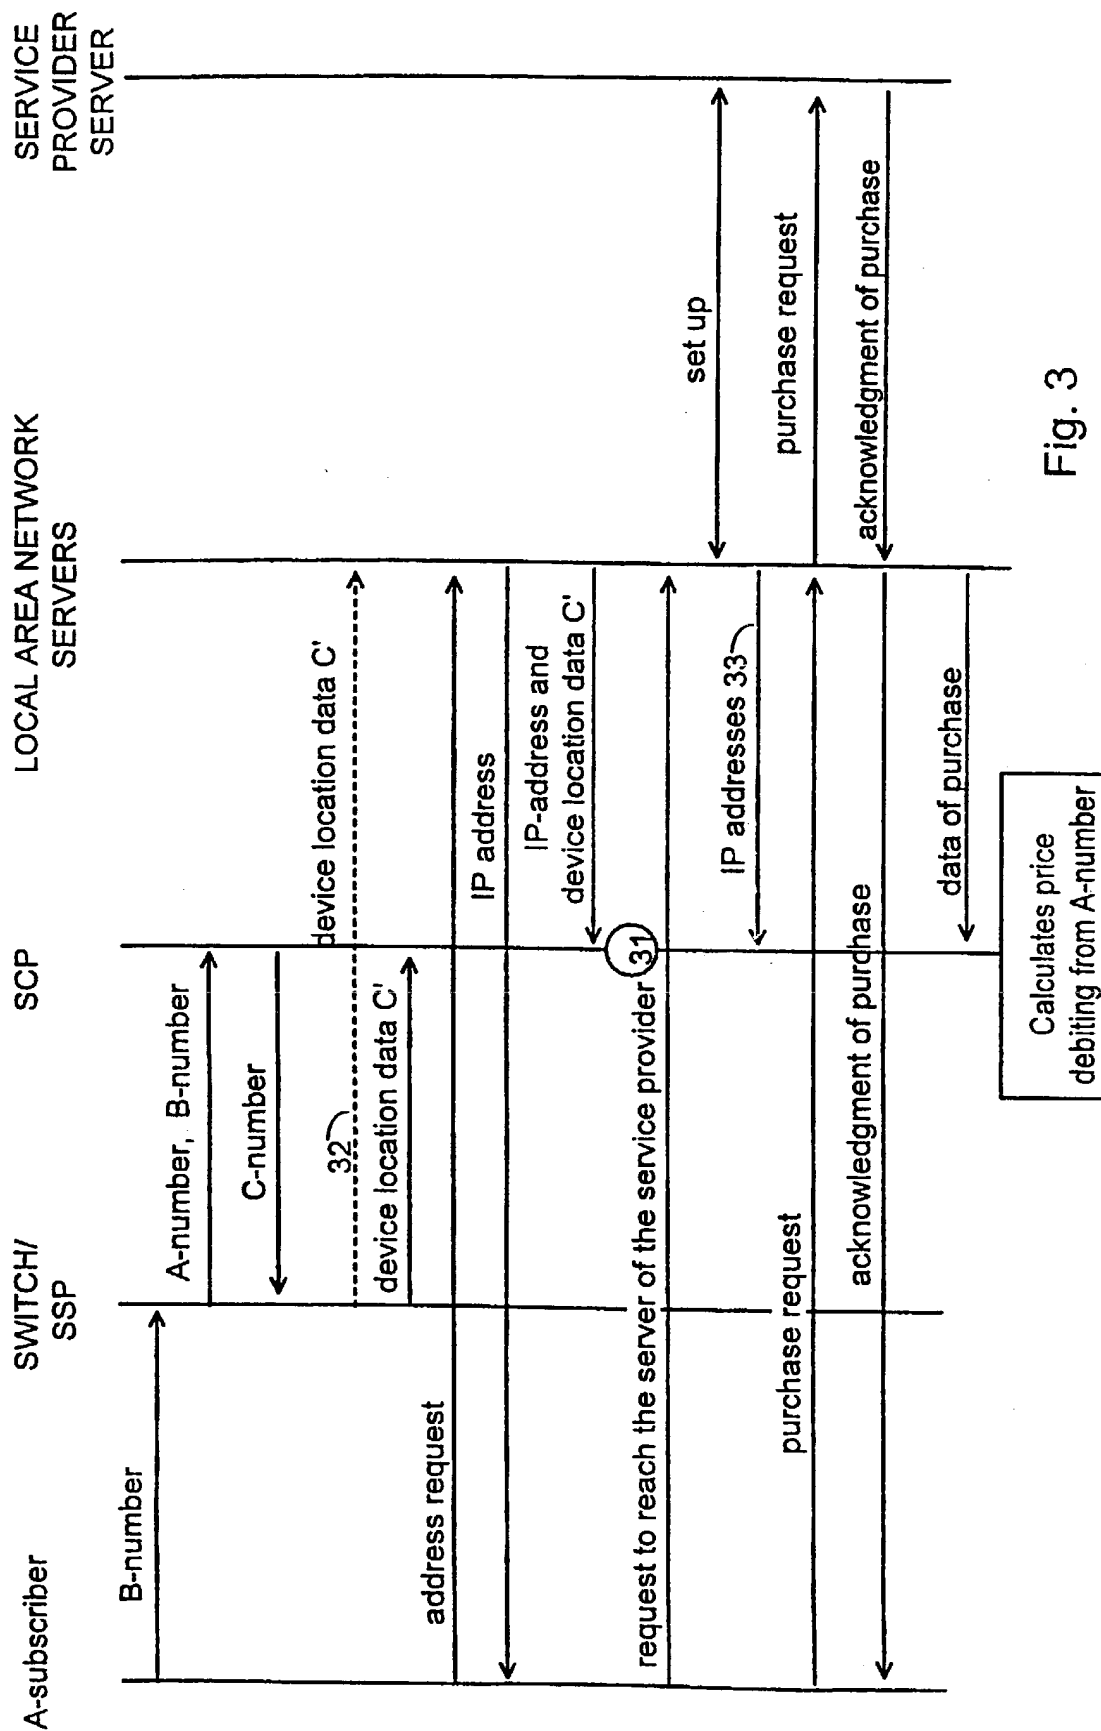 A-subscriber
SWITCH/
SSP
SCP
LOCAL AREA NETWORK
SERVERS
SERVICE
PROVIDER
SERVER
B-number
A-number, B-number
C-number
32
device location data C'
device location data C'
address request
IP address
IP-address and
device location data C'
31
request to reach the server of the service provider
set up
IP addresses 33
purchase request
purchase request
acknowledgment of purchase
acknowledgment of purchase
data of purchase
Calculates price
debiting from A-number
Fig. 3